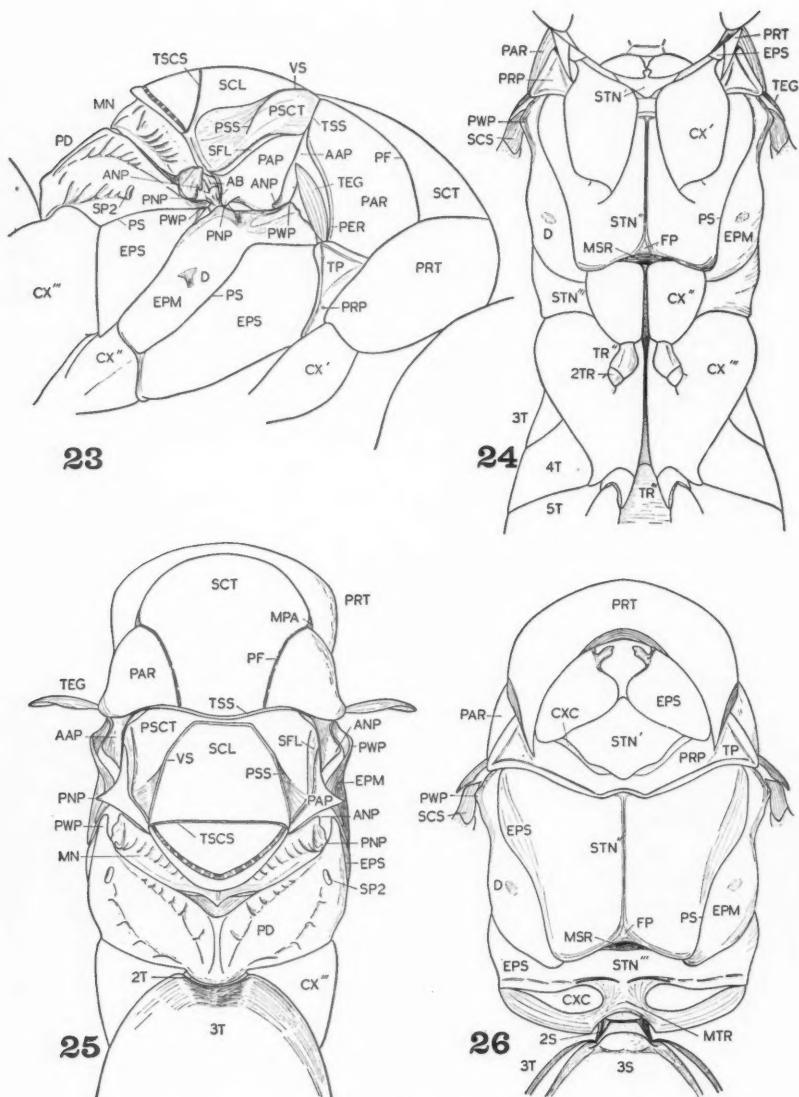 TSCS
SCL
VS
MN
PSS
PSCT
TSS
PD
SFL
PAP
AAP
PF
ANP
AB
ANP
TEG
SCT
SP2
PNP
PAR
PS
PWP
PNP
PWP
PER
EPS
TP
PRT
CX'''
D
EPM
PS
PRP
EPS
CX''
CX'
23
PAR
PRT
EPS
PRP
STN'
TEG
PWP
SCS
CX'
STN''
PS
D
MSR
FP
EPM
STN'''
CX''
TR''
2TR
CX'''
3T
4T
5T
24
SCT
PRT
MPA
PAR
PF
TEG
TSS
AAP
PSCT
ANP
SCL
SFL
PWP
VS
EPM
PSS
PNP
PAP
ANP
PWP
TSCS
PNP
MN
EPS
SP2
PD
2T
CX'''
3T
25
PRT
PAR
CXC
EPS
STN'
PRP
TP
PWP
SCS
EPS
STN''
D
PS
EPM
MSR
FP
EPS
STN'''
CXC
MTR
2S
3T
3S
26